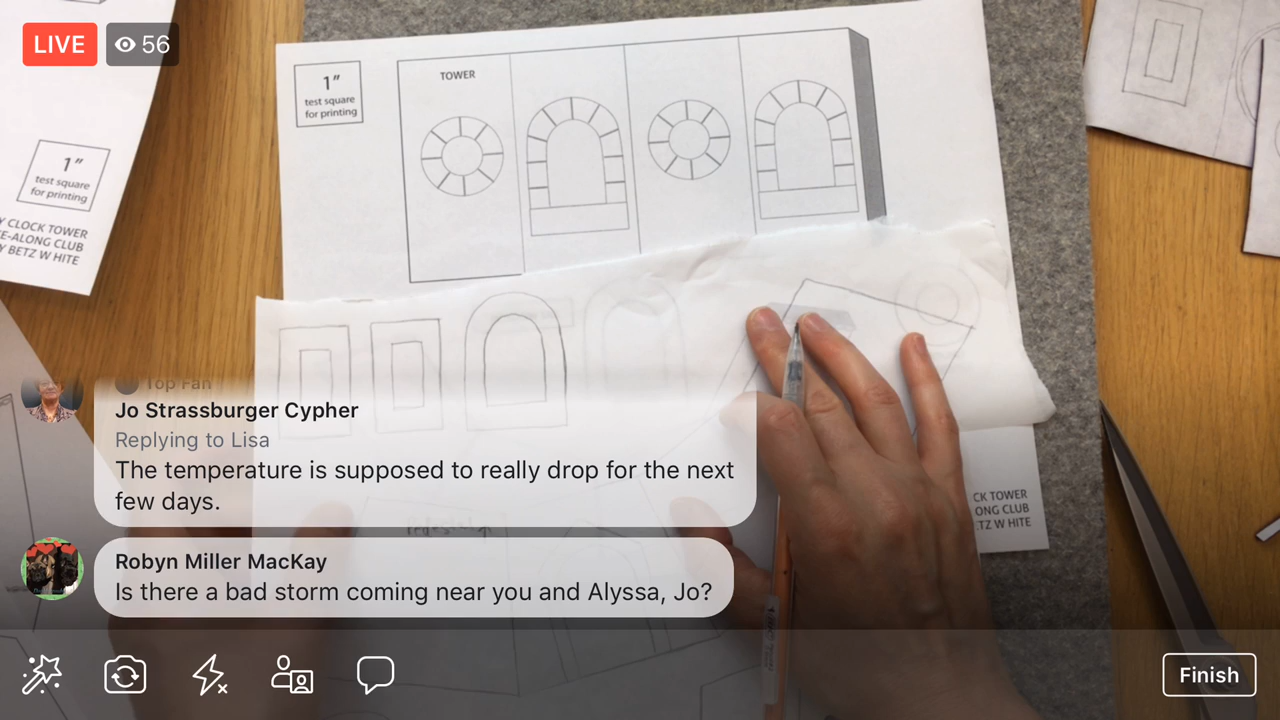 LIVE
56
1"
test square
for printing
TOWER
1"
test square
for printing
Y CLOCK TOWER
E-ALONG CLUB
Y BETZ W HITE
Top Fan
Jo Strassburger Cypher
Replying to Lisa
The temperature is supposed to really drop for the next
few days.
CK TOWER
ONG CLUB
ETZ W HITE
Robyn Miller MacKay
Is there a bad storm coming near you and Alyssa, Jo?
Finish